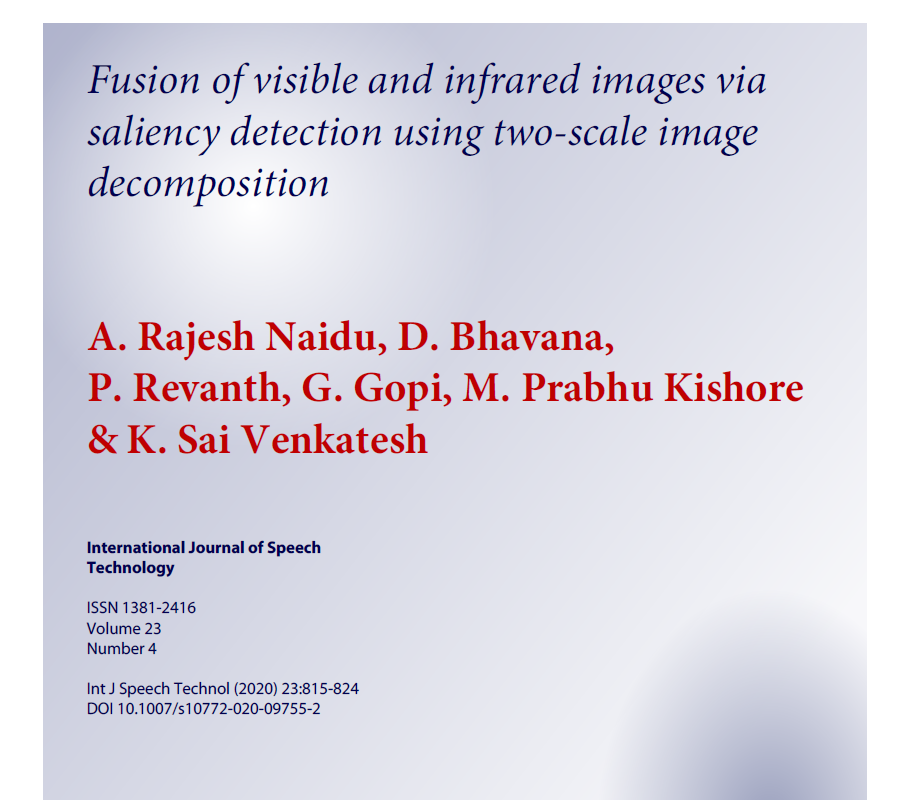 Fusion of visible and infrared images via
saliency detection using two-scale image
decomposition
A. Rajesh Naidu, D. Bhavana,
P. Revanth, G. Gopi, M. Prabhu Kishore
& K. Sai Venkatesh
International Journal of Speech
Technology
ISSN 1381-2416
Volume 23
Number 4
Int J Speech Technol (2020) 23:815-824
DOI 10.1007/s10772-020-09755-2